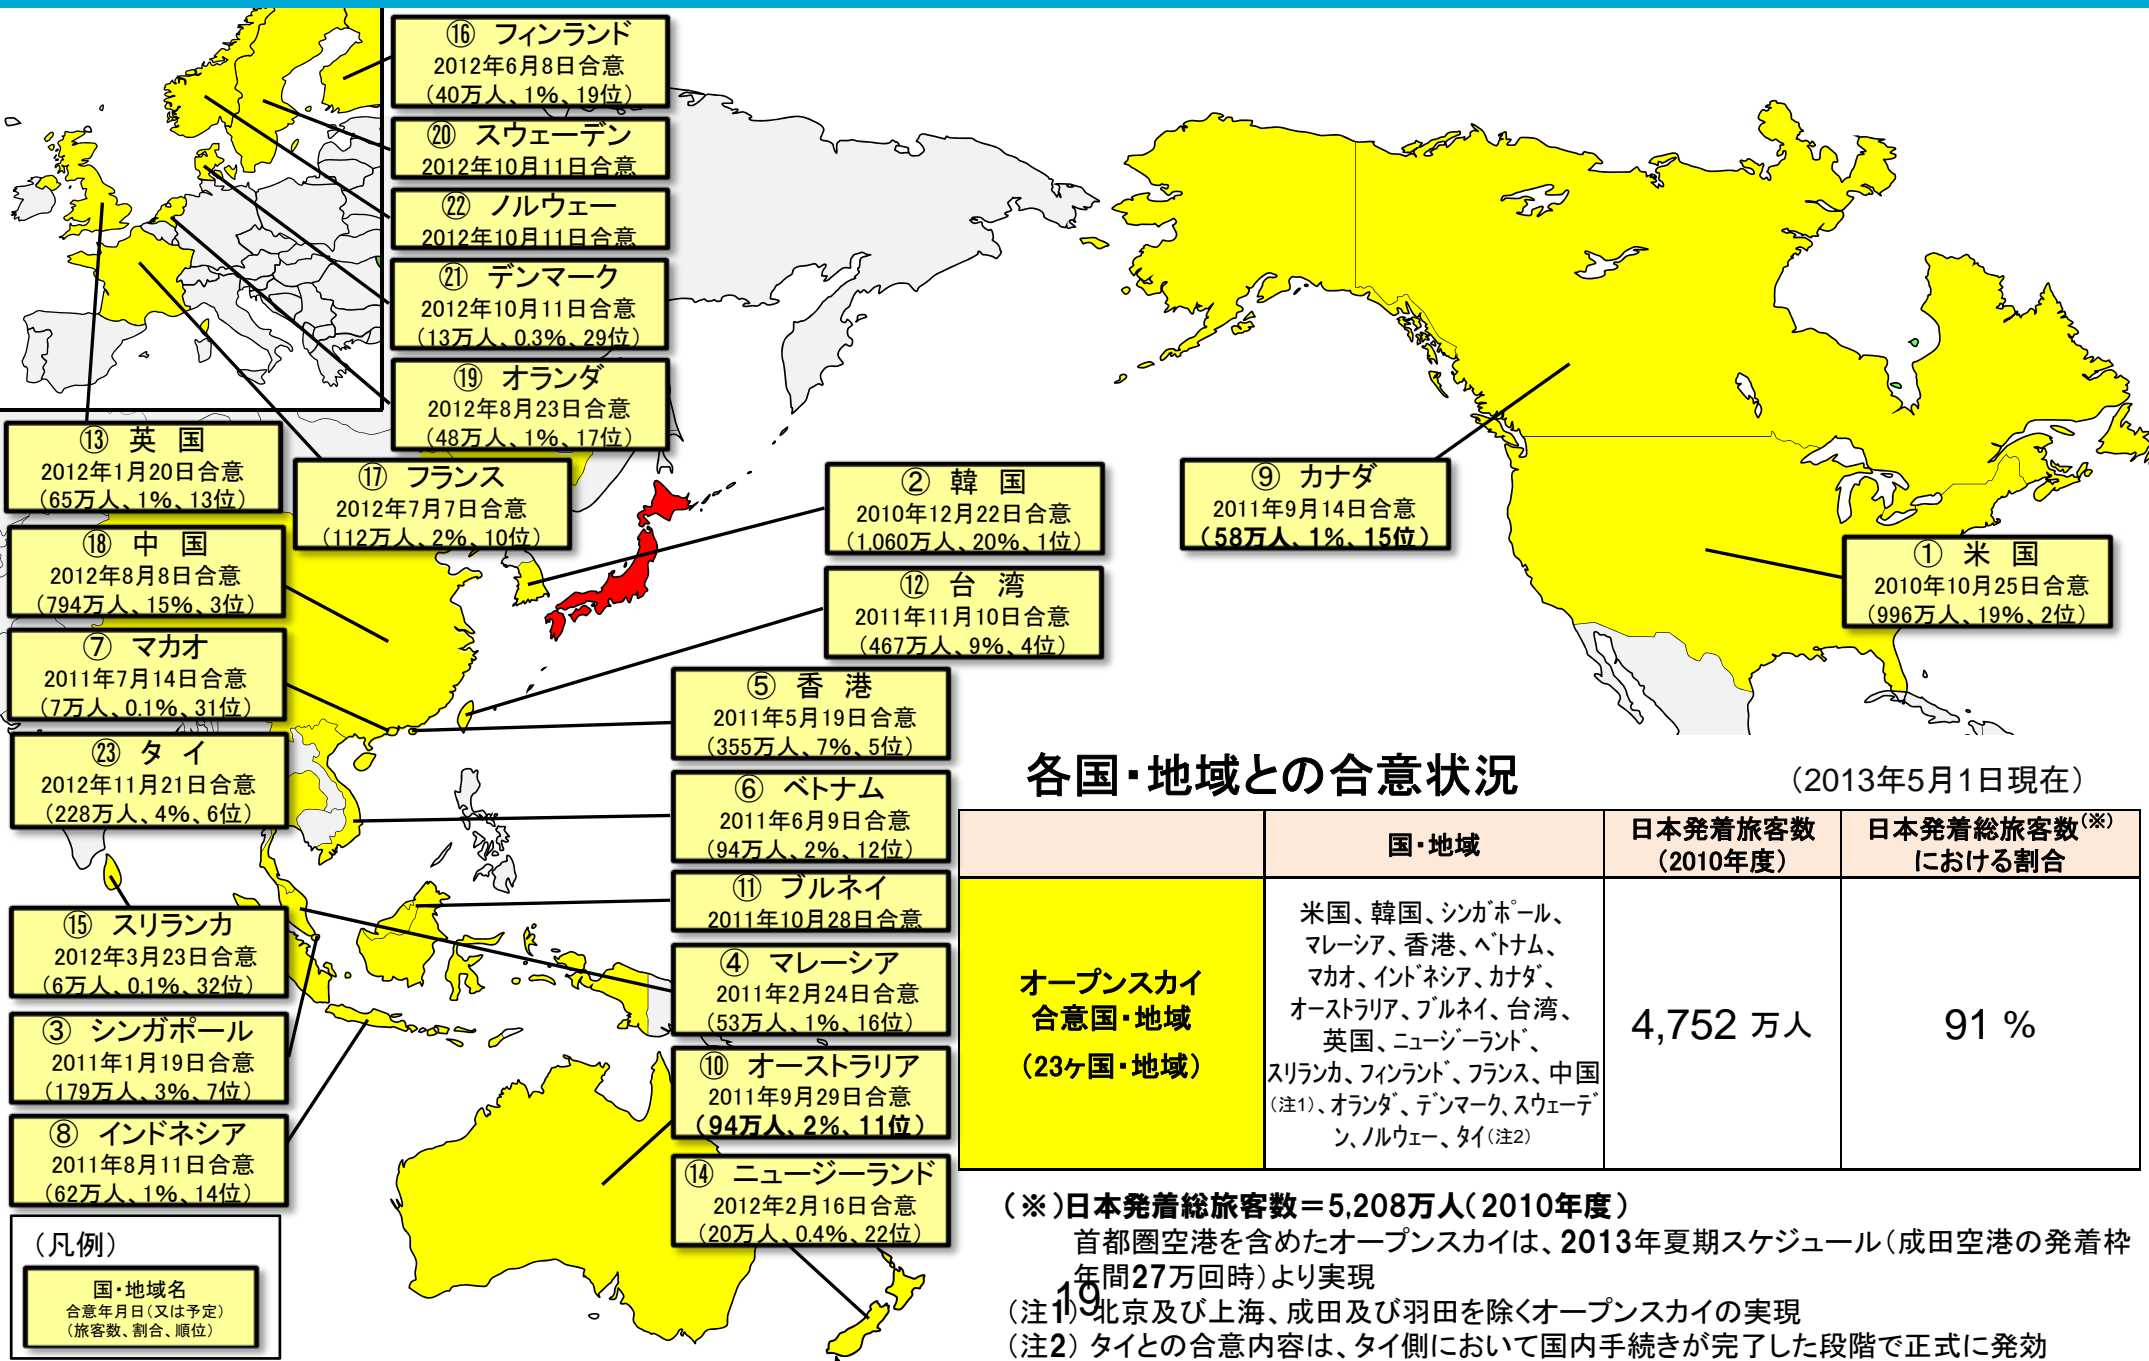 ⑯ フィンランド
2012年6月8日合意
(40万人、1%、19位)
⑳ スウェーデン
2012年10月11日合意
㉒ ノルウェー
2012年10月11日合意
㉑ デンマーク
2012年10月11日合意
(13万人、0.3%、29位)
⑲ オランダ
2012年8月23日合意
(48万人、1%、17位)
⑬ 英 国
2012年1月20日合意
(65万人、1%、13位)
⑰ フランス
2012年7月7日合意
(112万人、2%、10位)
② 韓 国
2010年12月22日合意
(1,060万人、20%、1位)
⑨ カナダ
2011年9月14日合意
(58万人、1%、15位)
① 米 国
2010年10月25日合意
(996万人、19%、2位)
⑱ 中 国
2012年8月8日合意
(794万人、15%、3位)
⑫ 台 湾
2011年11月10日合意
(467万人、9%、4位)
⑦ マカオ
2011年7月14日合意
(7万人、0.1%、31位)
⑤ 香 港
2011年5月19日合意
(355万人、7%、5位)
㉓ タ イ
2012年11月21日合意
(228万人、4%、6位)
⑥ ベトナム
2011年6月9日合意
(94万人、2%、12位)
⑪ ブルネイ
2011年10月28日合意
⑮ スリランカ
2012年3月23日合意
(6万人、0.1%、32位)
④ マレーシア
2011年2月24日合意
(53万人、1%、16位)
③ シンガポール
2011年1月19日合意
(179万人、3%、7位)
⑩ オーストラリア
2011年9月29日合意
(94万人、2%、11位)
⑧ インドネシア
2011年8月11日合意
(62万人、1%、14位)
⑭ ニュージーランド
2012年2月16日合意
(20万人、0.4%、22位)
(凡例)
国・地域名
合意年月日(又は予定)
(旅客数、割合、順位)
各国・地域との合意状況
(2013年5月1日現在)
国・地域
日本発着旅客数
(2010年度)
日本発着総旅客数(※)
における割合
オープンスカイ
合意国・地域
(23ヶ国・地域)
米国、韓国、シンガポール、
マレーシア、香港、ベトナム、
マカオ、インドネシア、カナダ、
オーストラリア、ブルネイ、台湾、
英国、ニュージーランド、
スリランカ、フィンランド、フランス、中国
(注1)、オランダ、デンマーク、スウェーデ
ン、ノルウェー、タイ(注2)
4,752 万人
91 %
(※)日本発着総旅客数=5,208万人(2010年度)
首都圏空港を含めたオープンスカイは、2013年夏期スケジュール(成田空港の発着枠
年間27万回時)より実現
19
(注1) 北京及び上海、成田及び羽田を除くオープンスカイの実現
(注2) タイとの合意内容は、タイ側において国内手続きが完了した段階で正式に発効